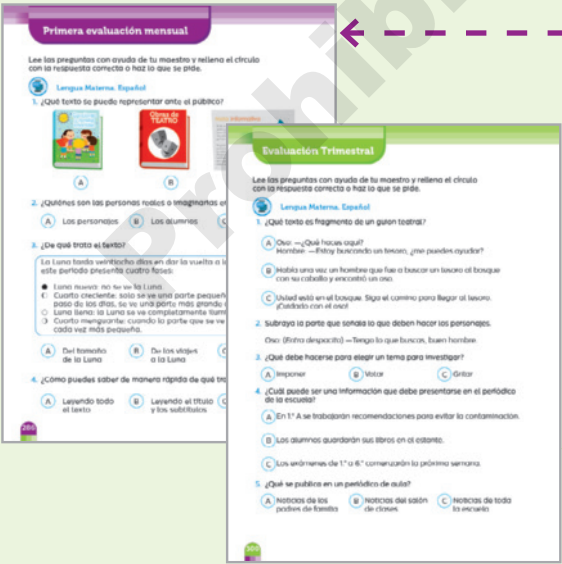 Primera evaluación mensual
Lee las preguntas con ayuda de tu maestro y rellena el círculo
con la respuesta correcta o haz lo que se pide.
Lengua Materna. Español
1. ¿Qué texto se puede representar ante el público?
Obras de
TEATRO
A
B
2. ¿Quiénes son las personas reales o imaginarias
A Los personajes
B Los alumnos
3. ¿De qué trata el texto?
La Luna tarda veintiocho días en dar la vuelta a la
este periodo presenta cuatro fases:
Luna nueva: no se ve la Luna.
Cuarto creciente: solo se ve una parte pequeña
paso de los días, se ve una parte más grande
Luna llena: la Luna se ve completamente
Cuarto menguante: cuando la parte que se ve
cada vez más pequeña.
A Del tamaño
de la Luna
B De los viajes
a la Luna
4. ¿Cómo puedes saber de manera rápida de qué
A Leyendo todo
el texto
B Leyendo el título
y los subtítulos
286
Evaluación Trimestral
Lee las preguntas con ayuda de tu maestro y rellena el círculo
con la respuesta correcta o haz lo que se pide.
Lengua Materna. Español
1. ¿Qué texto es fragmento de un guion teatral?
A Oso: —¿Qué haces aquí?
Hombre: —Estoy buscando un tesoro, ¿me puedes ayudar?
B Había una vez un hombre que fue a buscar un tesoro al bosque
con su caballo y encontró un oso.
C Usted está en el bosque. Siga el camino para llegar al tesoro.
¡Cuidado con el oso!
2. Subraya la parte que señala lo que deben hacer los personajes.
Oso: (Entra despacito) —Tengo lo que buscas, buen hombre.
3. ¿Qué debe hacerse para elegir un tema para investigar?
A Imponer
B Votar
C Gritar
4. ¿Cuál puede ser una información que debe presentarse en el periódico
de la escuela?
A En 1.° A se trabajarán recomendaciones para evitar la contaminación.
B Los alumnos guardarán sus libros en el estante.
C Los exámenes de 1.° a 6.° comenzarán la próxima semana.
5. ¿Qué se publica en un periódico de aula?
A Noticias de los
padres de familia
B Noticias del salón
de clases
C Noticias de toda
la escuela